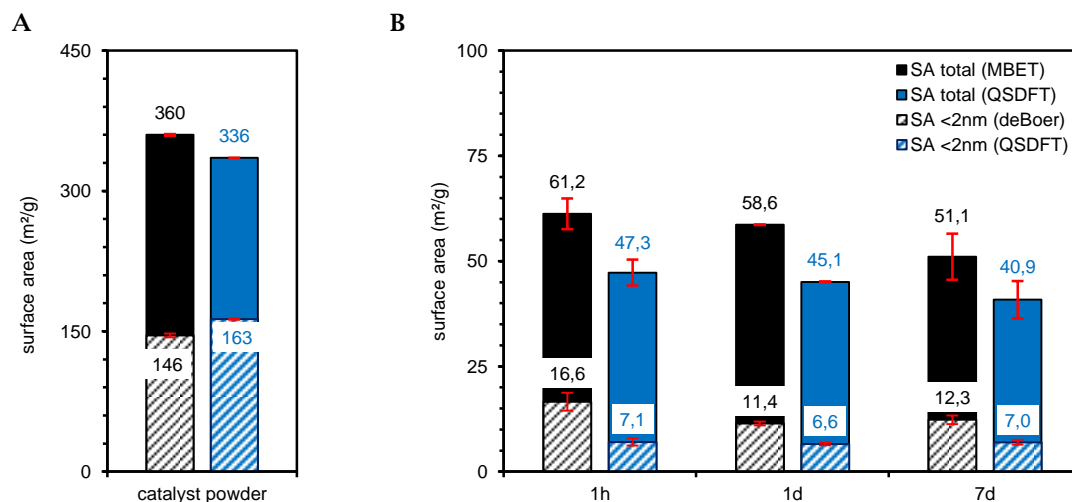 A
B
surface area (m²/g)
450
300
150
0
360
336
146
163
catalyst powder
surface area (m²/g)
100
75
50
25
0
SA total (MBET)
SA total (QSDFT)
SA <2nm (deBoer)
SA <2nm (QSDFT)
61,2
47,3
16,6
7,1
58,6
45,1
11,4
6,6
51,1
40,9
12,3
7,0
1h
1d
7d